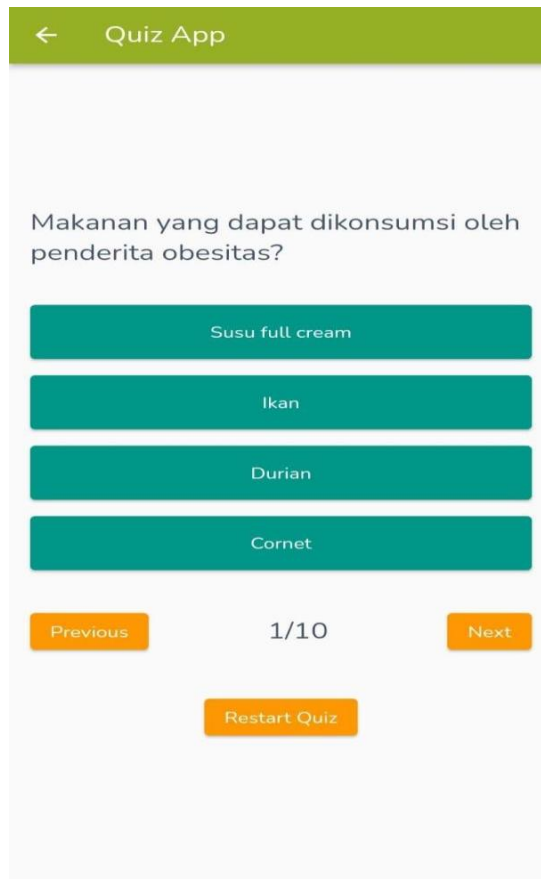 Quiz App
Makanan yang dapat dikonsumsi oleh
penderita obesitas?
Susu full cream
Ikan
Durian
Cornet
Previous
1/10
Next
Restart Quiz